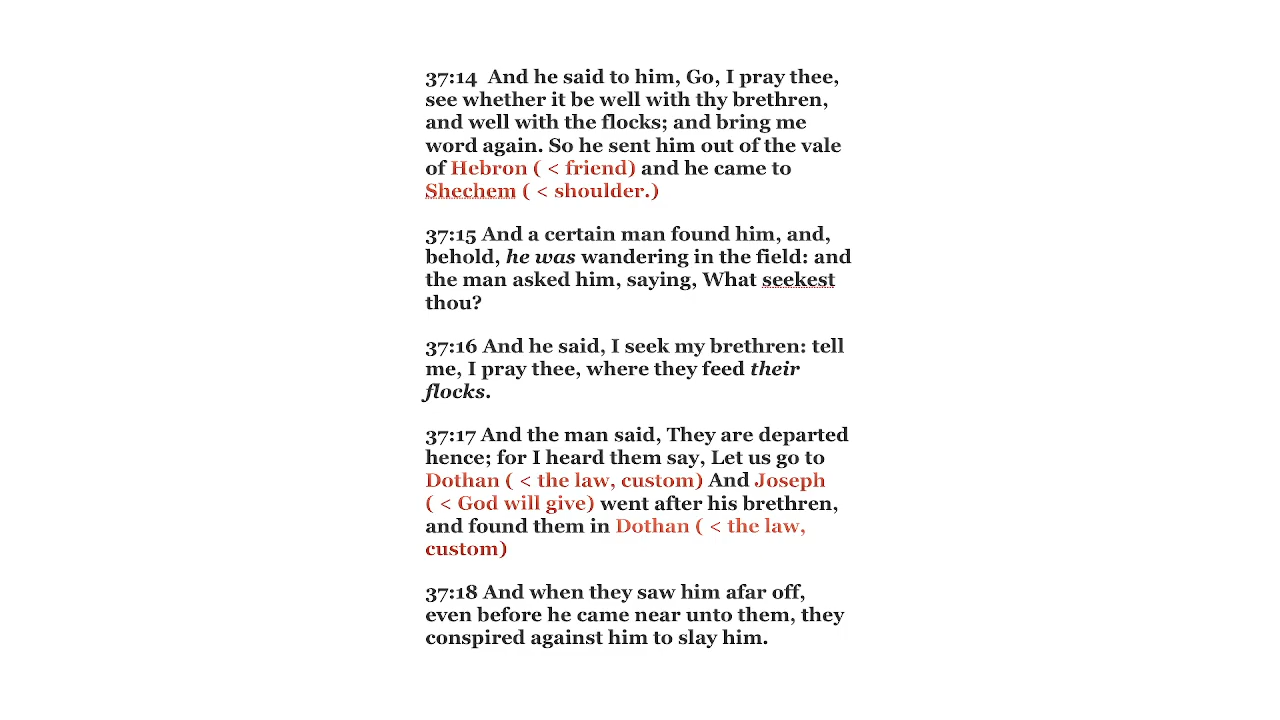 37:14  And he said to him, Go, I pray thee,
see whether it be well with thy brethren,
and well with the flocks; and bring me
word again. So he sent him out of the vale
of Hebron ( < friend) and he came to
Shechem ( < shoulder.)
37:15 And a certain man found him, and,
behold, he was wandering in the field: and
the man asked him, saying, What seekest
thou?
37:16 And he said, I seek my brethren: tell
me, I pray thee, where they feed their
flocks.
37:17 And the man said, They are departed
hence; for I heard them say, Let us go to
Dothan ( < the law, custom) And Joseph
( < God will give) went after his brethren,
and found them in Dothan ( < the law,
custom)
37:18 And when they saw him afar off,
even before he came near unto them, they
conspired against him to slay him.